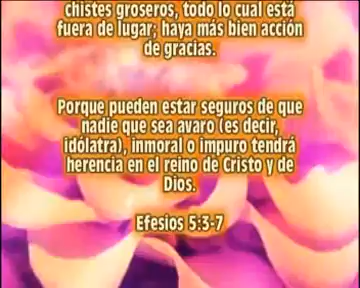 chistes groseros, todo lo cual está
fuera de lugar; haya más bien acción
de gracias.
Porque pueden estar seguros de que
nadie que sea avaro (es decir,
idólatra), inmoral o impuro tendrá
herencia en el reino de Cristo y de
Dios.
Efesios 5:3-7